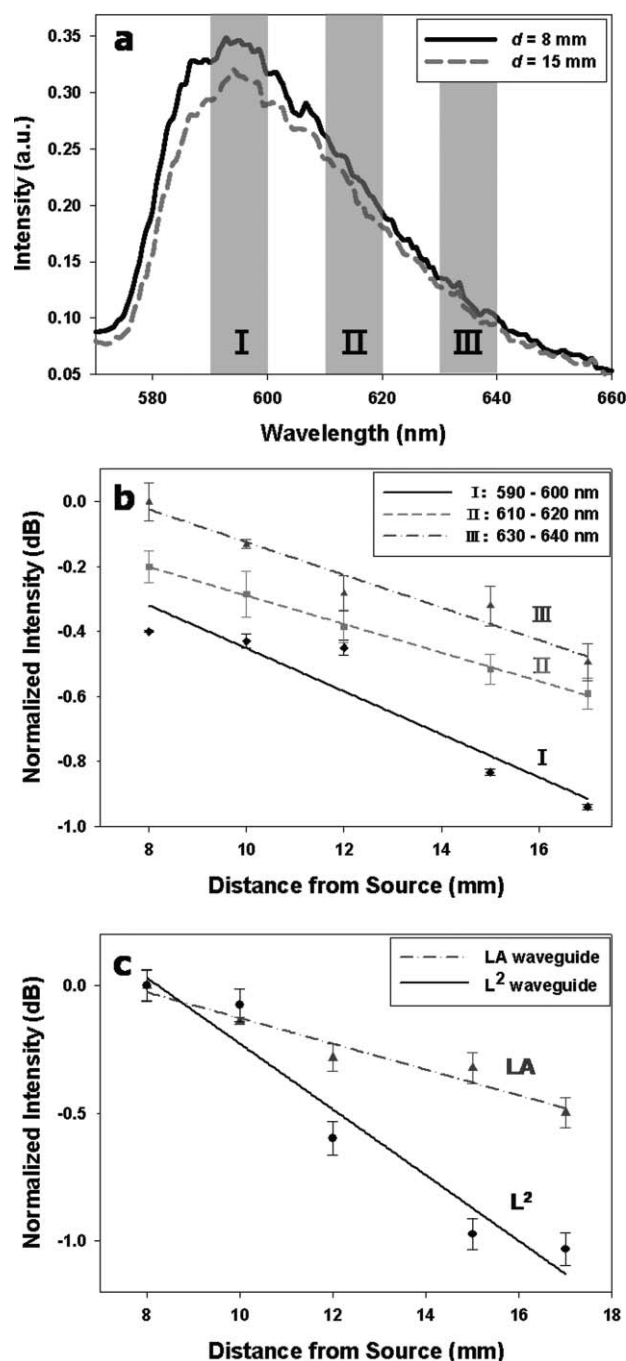 a
d = 8 mm
d = 15 mm
0.35
0.30
0.25
0.20
0.15
0.10
0.05
Intensity (a.u.)
I II III
580 600 620 640 660
Wavelength (nm)
b
I: 590 - 600 nm
II: 610 - 620 nm
III: 630 - 640 nm
0.0
-0.2
-0.4
-0.6
-0.8
-1.0
Normalized Intensity (dB)
III
II
I
8 10 12 14 16
Distance from Source (mm)
c
LA waveguide
L² waveguide
0.0
-0.5
-1.0
Normalized Intensity (dB)
LA
L²
8 10 12 14 16 18
Distance from Source (mm)